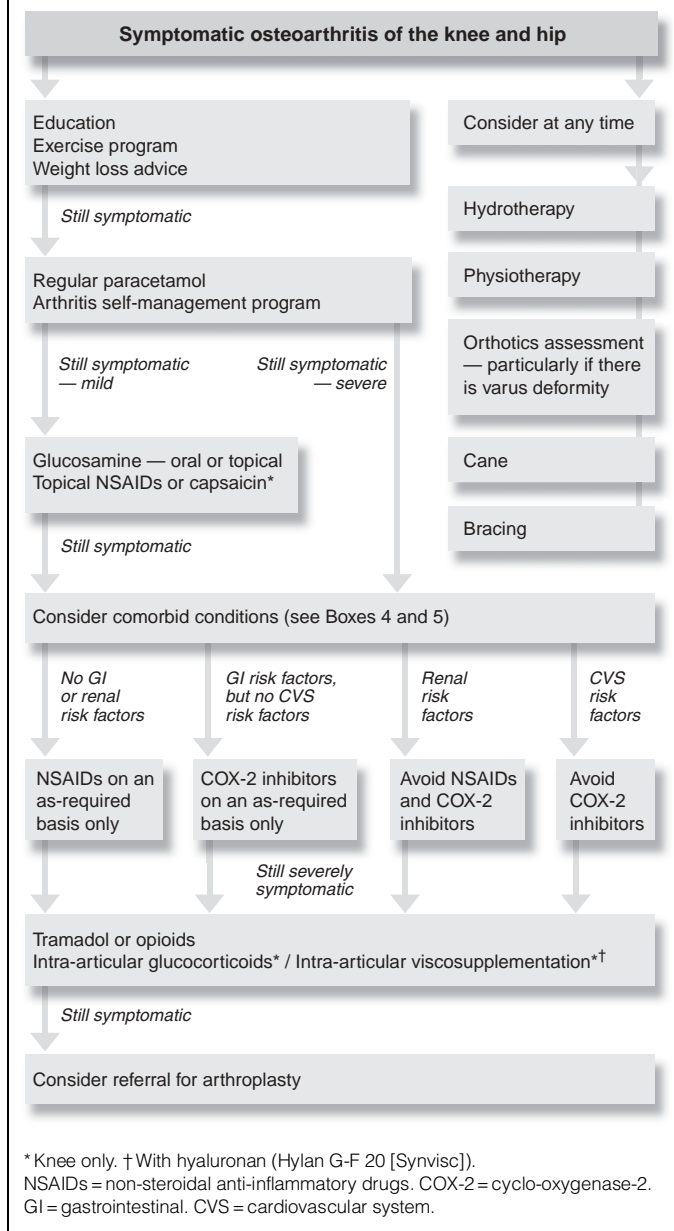 Symptomatic osteoarthritis of the knee and hip
Education
Exercise program
Weight loss advice
Still symptomatic
Regular paracetamol
Arthritis self-management program
Still symptomatic
— mild
Still symptomatic
— severe
Glucosamine — oral or topical
Topical NSAIDs or capsaicin*
Still symptomatic
Consider at any time
Hydrotherapy
Physiotherapy
Orthotics assessment
— particularly if there
is varus deformity
Cane
Bracing
Consider comorbid conditions (see Boxes 4 and 5)
No GI
or renal
risk factors
GI risk factors,
but no CVS
risk factors
Renal
risk
factors
CVS
risk
factors
NSAIDs on an
as-required
basis only
COX-2 inhibitors
on an as-required
basis only
Avoid NSAIDs
and COX-2
inhibitors
Avoid
COX-2
inhibitors
Still severely
symptomatic
Tramadol or opioids
Intra-articular glucocorticoids* / Intra-articular viscosupplementation*†
Still symptomatic
Consider referral for arthroplasty
* Knee only. † With hyaluronan (Hylan G-F 20 [Synvisc]).
NSAIDs = non-steroidal anti-inflammatory drugs. COX-2 = cyclo-oxygenase-2.
GI = gastrointestinal. CVS = cardiovascular system.